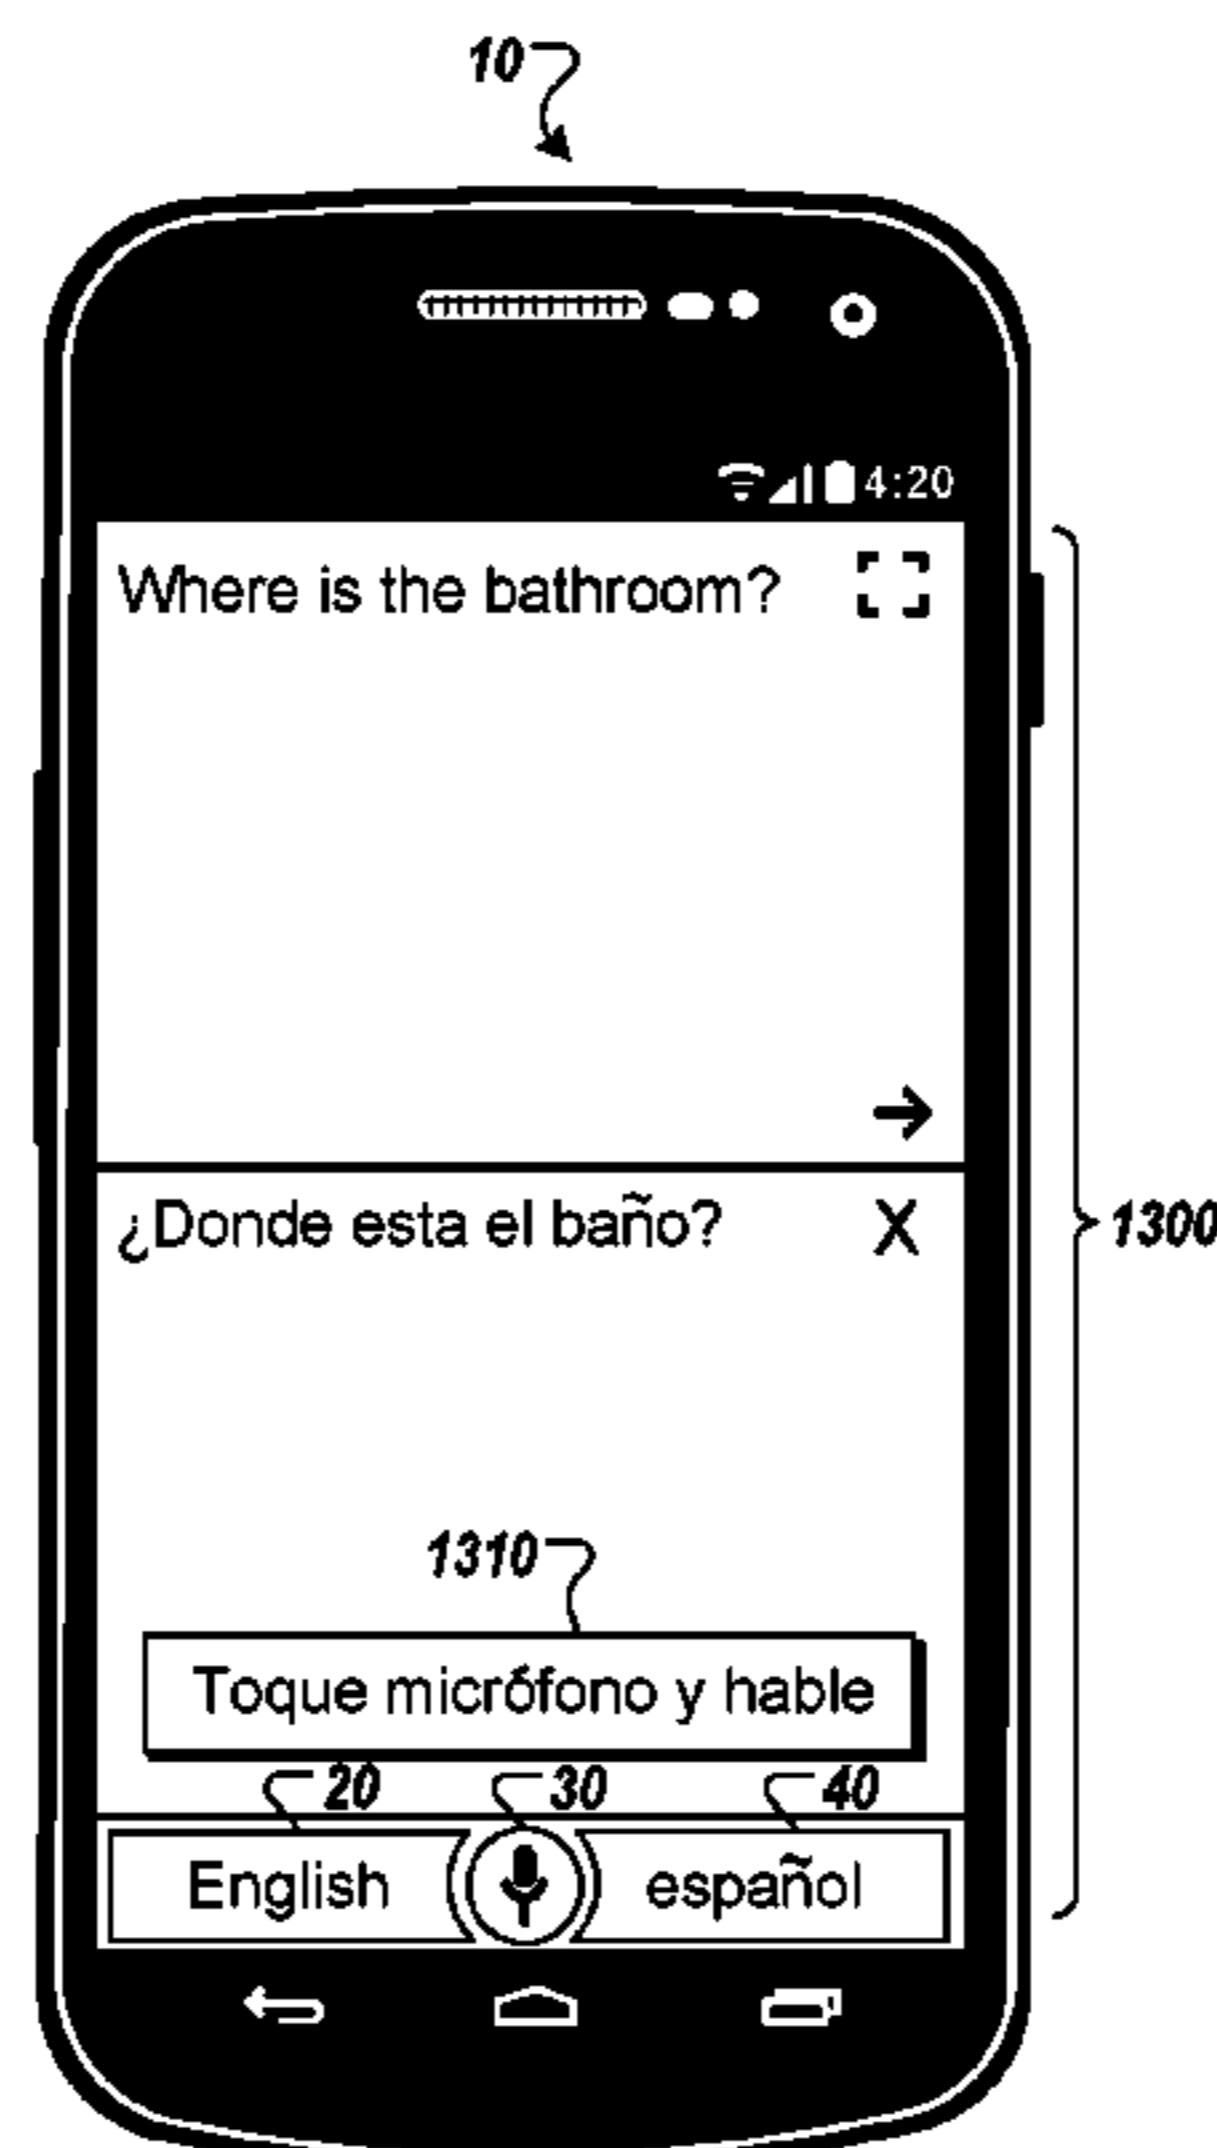 10
4:20
Where is the bathroom?
¿Donde esta el baño?
X
1300
1310
Toque micrófono y hable
20 30 40
English español